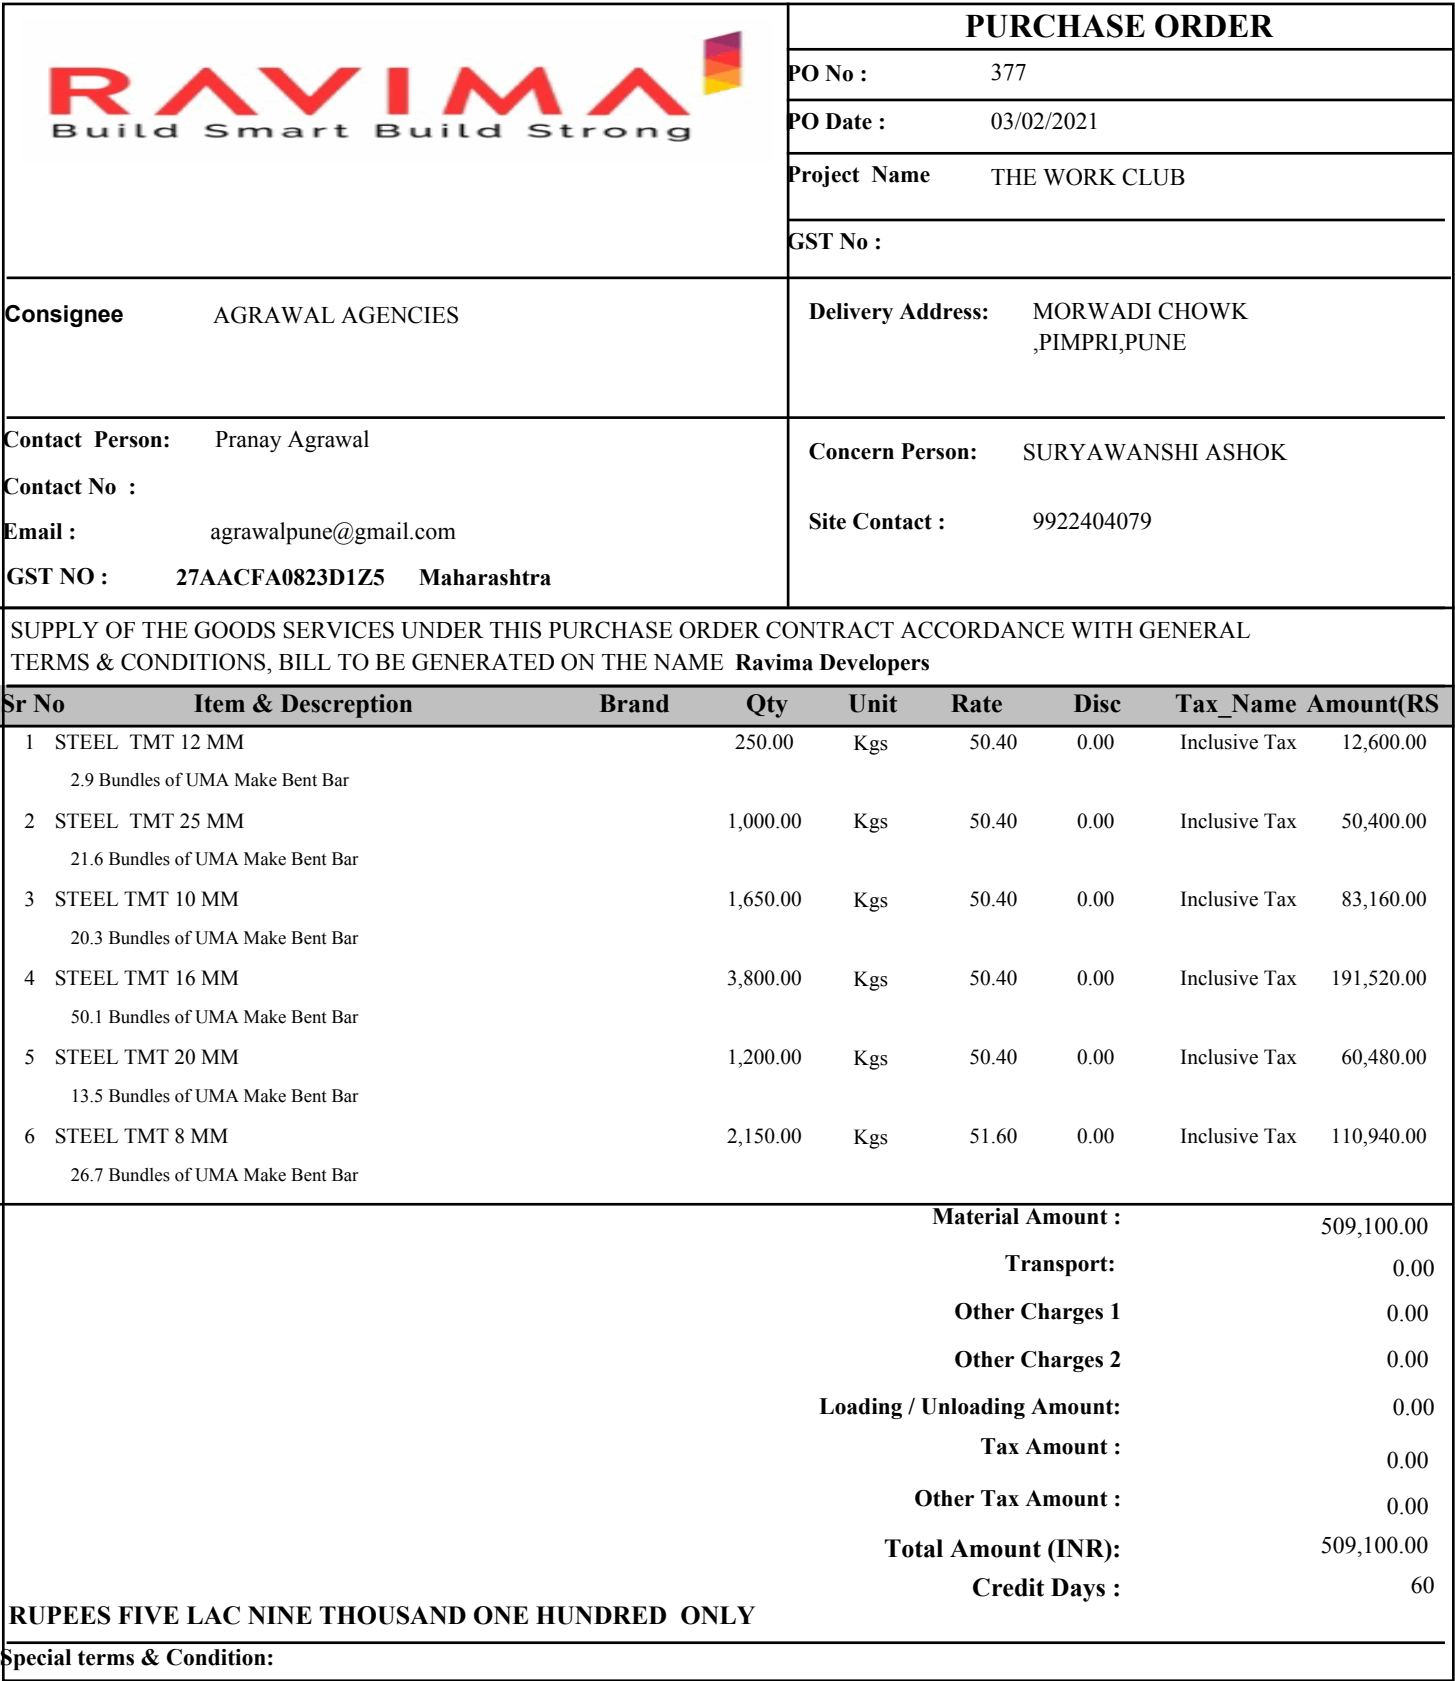 RAVIMA
Build Smart Build Strong
PURCHASE ORDER
PO No : 377
PO Date : 03/02/2021
Project Name THE WORK CLUB
GST No :
Consignee AGRAWAL AGENCIES
Delivery Address: MORWADI CHOWK
,PIMPRI,PUNE
Contact Person: Pranay Agrawal
Contact No :
Email : agrawalpune@gmail.com
GST NO : 27AACFA0823D1Z5 Maharashtra
Concern Person: SURYAWANSHI ASHOK
Site Contact : 9922404079
SUPPLY OF THE GOODS SERVICES UNDER THIS PURCHASE ORDER CONTRACT ACCORDANCE WITH GENERAL
TERMS & CONDITIONS, BILL TO BE GENERATED ON THE NAME Ravima Developers
Sr No Item & Descreption Brand Qty Unit Rate Disc Tax_Name Amount(RS
1 STEEL TMT 12 MM 250.00 Kgs 50.40 0.00 Inclusive Tax 12,600.00
2.9 Bundles of UMA Make Bent Bar
2 STEEL TMT 25 MM 1,000.00 Kgs 50.40 0.00 Inclusive Tax 50,400.00
21.6 Bundles of UMA Make Bent Bar
3 STEEL TMT 10 MM 1,650.00 Kgs 50.40 0.00 Inclusive Tax 83,160.00
20.3 Bundles of UMA Make Bent Bar
4 STEEL TMT 16 MM 3,800.00 Kgs 50.40 0.00 Inclusive Tax 191,520.00
50.1 Bundles of UMA Make Bent Bar
5 STEEL TMT 20 MM 1,200.00 Kgs 50.40 0.00 Inclusive Tax 60,480.00
13.5 Bundles of UMA Make Bent Bar
6 STEEL TMT 8 MM 2,150.00 Kgs 51.60 0.00 Inclusive Tax 110,940.00
26.7 Bundles of UMA Make Bent Bar
Material Amount : 509,100.00
Transport: 0.00
Other Charges 1 0.00
Other Charges 2 0.00
Loading / Unloading Amount: 0.00
Tax Amount : 0.00
Other Tax Amount : 0.00
Total Amount (INR): 509,100.00
Credit Days : 60
RUPEES FIVE LAC NINE THOUSAND ONE HUNDRED ONLY
Special terms & Condition: